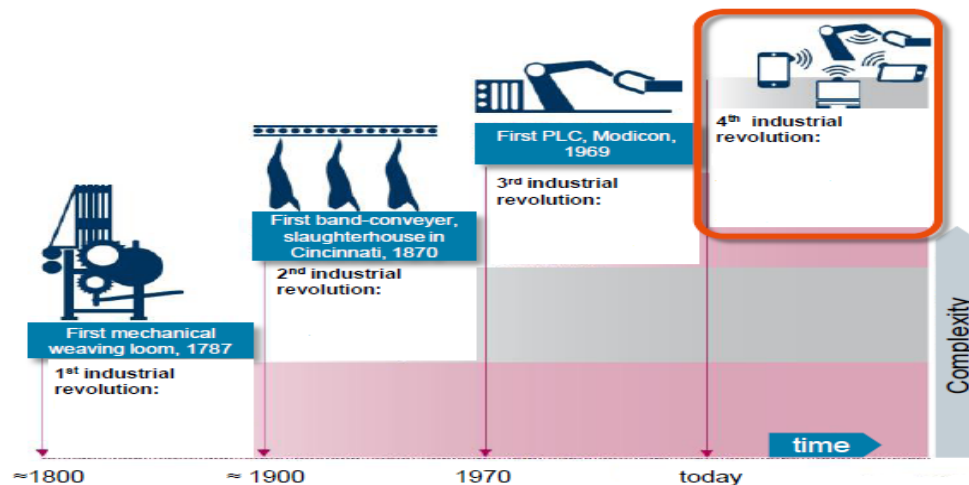 First mechanical
weaving loom, 1787
1st industrial
revolution:
First band-conveyer,
slaughterhouse in
Cincinnati, 1870
2nd industrial
revolution:
First PLC, Modicon,
1969
3rd industrial
revolution:
4th industrial
revolution:
Complexity
time
≈1800
≈ 1900
1970
today